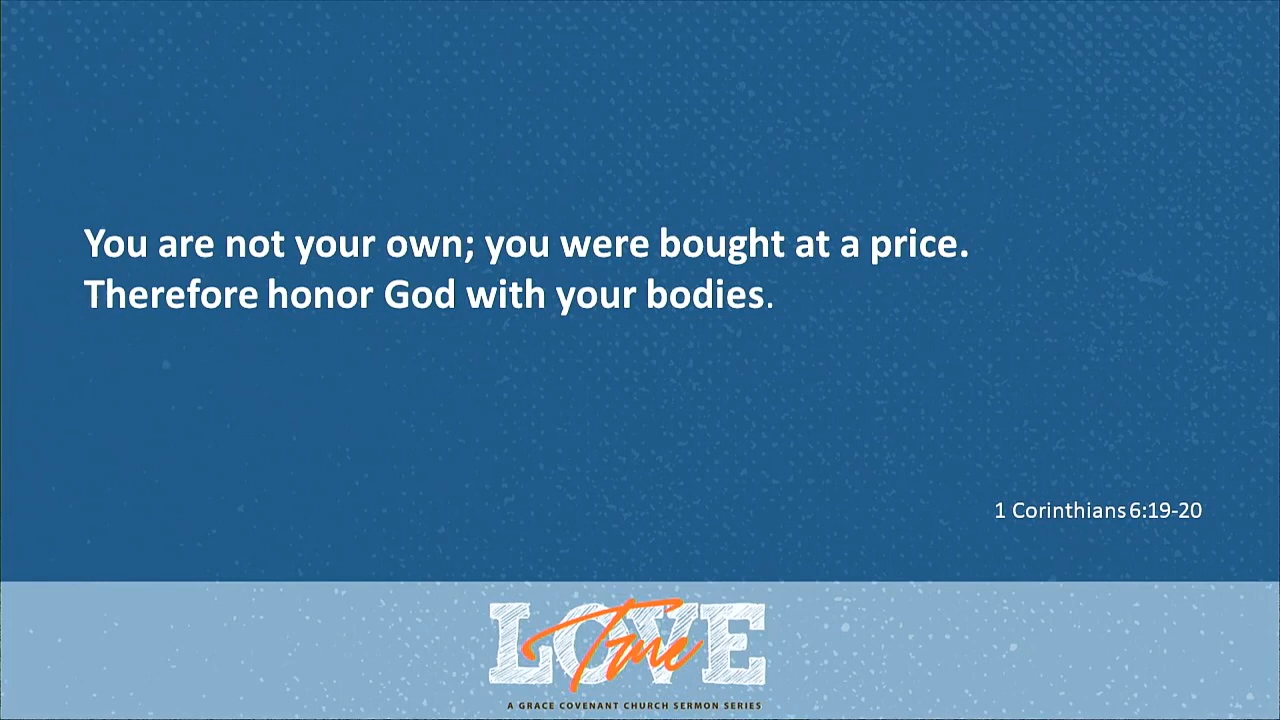 You are not your own; you were bought at a price.
Therefore honor God with your bodies.
1 Corinthians 6:19-20
LOVE
True
A GRACE COVENANT CHURCH SERMON SERIES